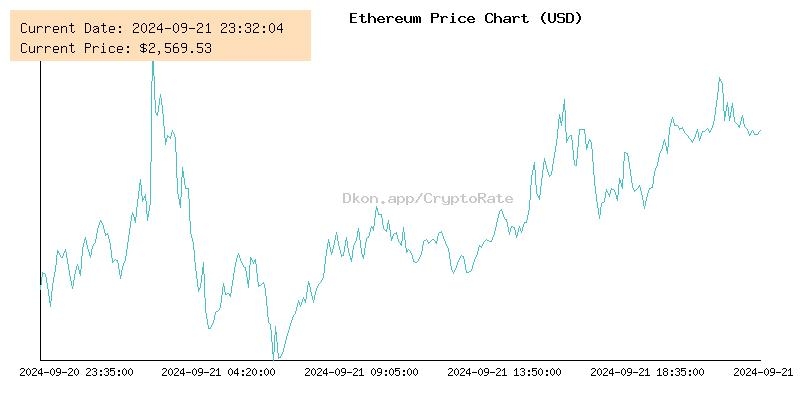 Ethereum Price Chart (USD)
Current Date: 2024-09-21 23:32:04
Current Price: $2,569.53
Dkon.app/CryptoRate
2024-09-20 23:35:00 2024-09-21 04:20:00 2024-09-21 09:05:00 2024-09-21 13:50:00 2024-09-21 18:35:00 2024-09-21